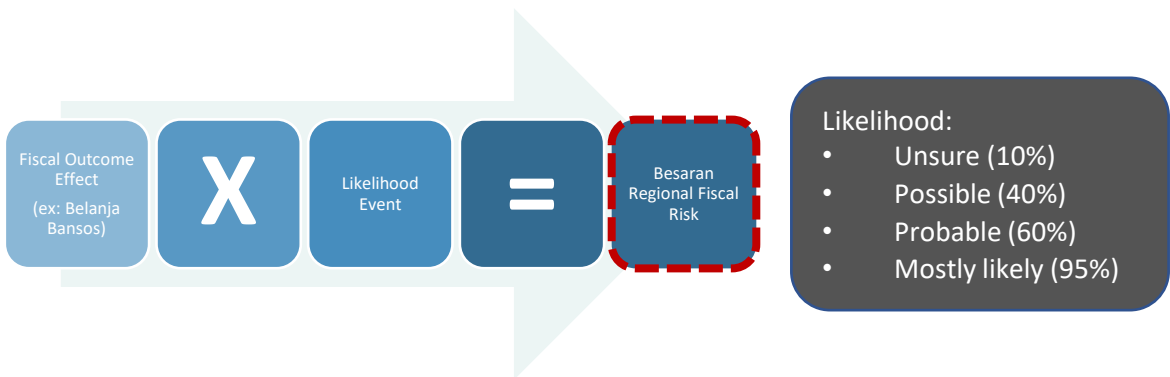 Fiscal Outcome
Effect
(ex: Belanja
Bansos)
X
Likelihood
Event
=
Besaran
Regional Fiscal
Risk
Likelihood:
• Unsure (10%)
• Possible (40%)
• Probable (60%)
• Mostly likely (95%)